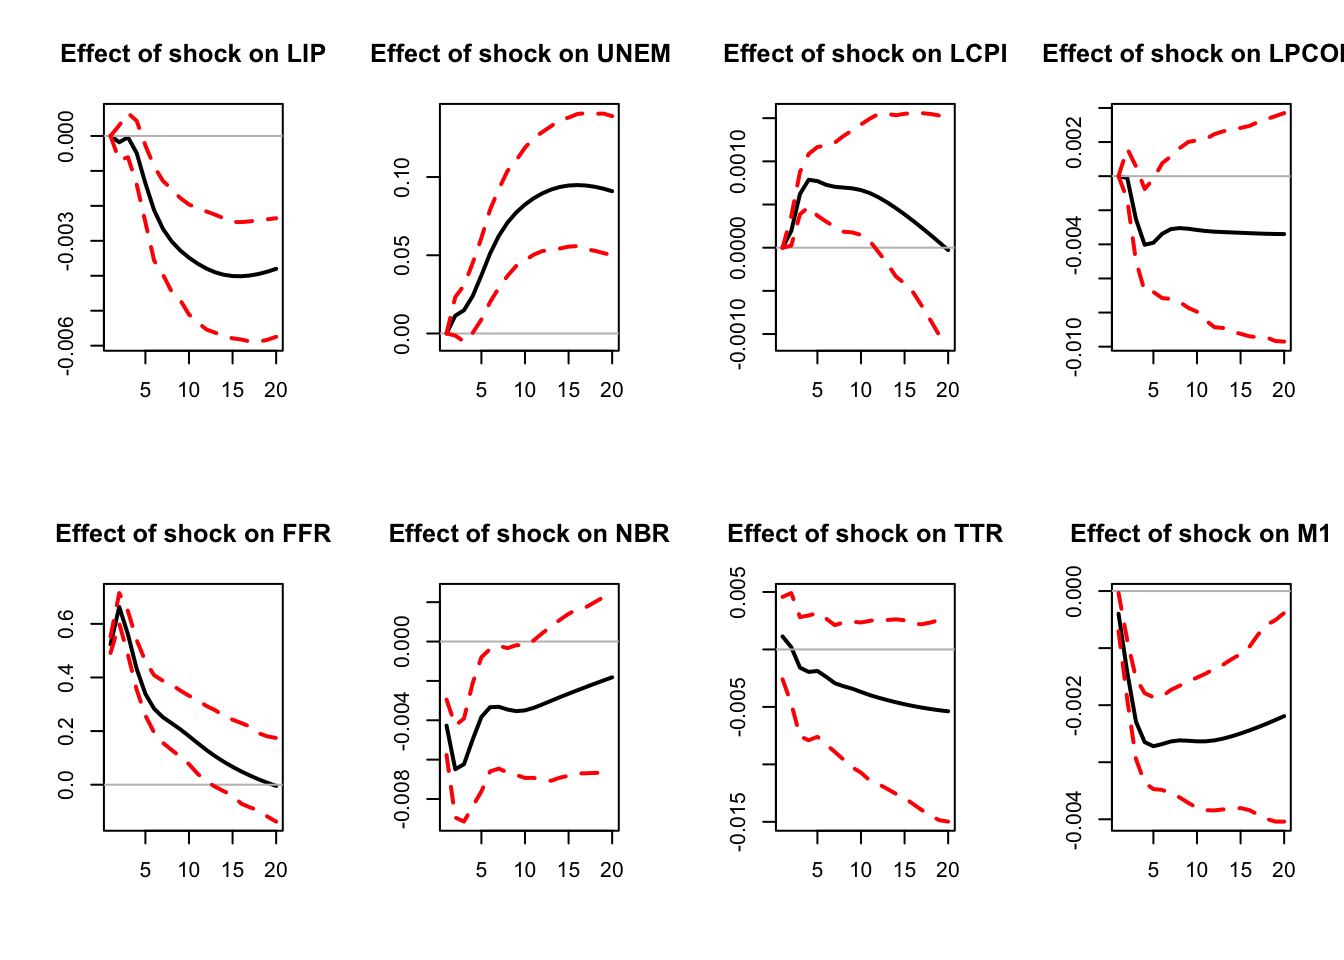 Effect of shock on LIP
Effect of shock on UNEM
Effect of shock on LCPI
Effect of shock on LPCO
0.000
-0.003
-0.006
5 10 15 20
0.10
0.05
0.00
5 10 15 20
0.0010
0.0000
-0.0010
5 10 15 20
0.002
-0.004
-0.010
5 10 15 20
Effect of shock on FFR
Effect of shock on NBR
Effect of shock on TTR
Effect of shock on M1
0.6
0.4
0.2
0.0
5 10 15 20
0.000
-0.004
-0.008
5 10 15 20
0.005
-0.005
-0.015
5 10 15 20
0.000
-0.002
-0.004
5 10 15 20